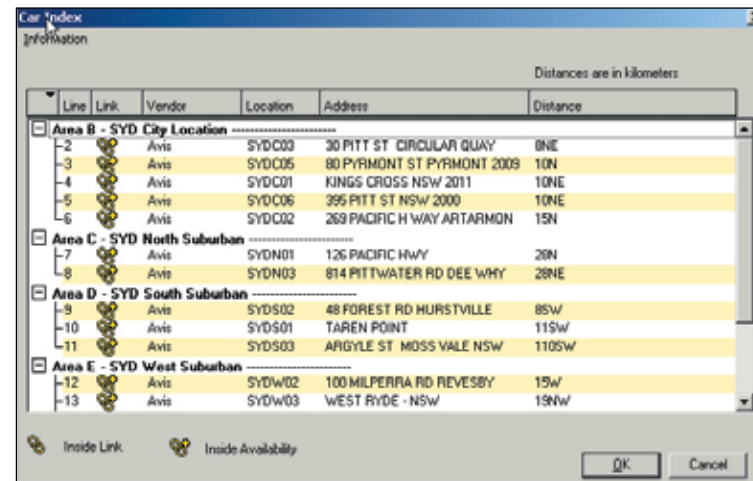 Car Index
Information
Distances are in kilometers
Line Link Vendor Location Address Distance
Area B - SYD City Location ------------------------
2 Avis SYDC03 30 PITT ST CIRCULAR QUAY 8NE
3 Avis SYDC05 80 PYRMONT ST PYRMONT 2009 10N
4 Avis SYDC01 KINGS CROSS NSW 2011 10NE
5 Avis SYDC06 395 PITT ST NSW 2000 10NE
6 Avis SYDC02 269 PACIFIC H WAY ARTARMON 15N
Area C - SYD North Suburban ------------------------
7 Avis SYDN01 126 PACIFIC HWY 20N
8 Avis SYDN03 814 PITTWATER RD DEE WHY 28NE
Area D - SYD South Suburban ------------------------
9 Avis SYDS02 48 FOREST RD HURSTVILLE 8SW
10 Avis SYDS01 TAREN POINT 11SW
11 Avis SYDS03 ARGYLE ST MOSS VALE NSW 110SW
Area E - SYD West Suburban ------------------------
12 Avis SYDW02 100 MILPERRA RD REVESBY 15W
13 Avis SYDW03 WEST RYDE - NSW 19NW
Inside Link Inside Availability
OK Cancel